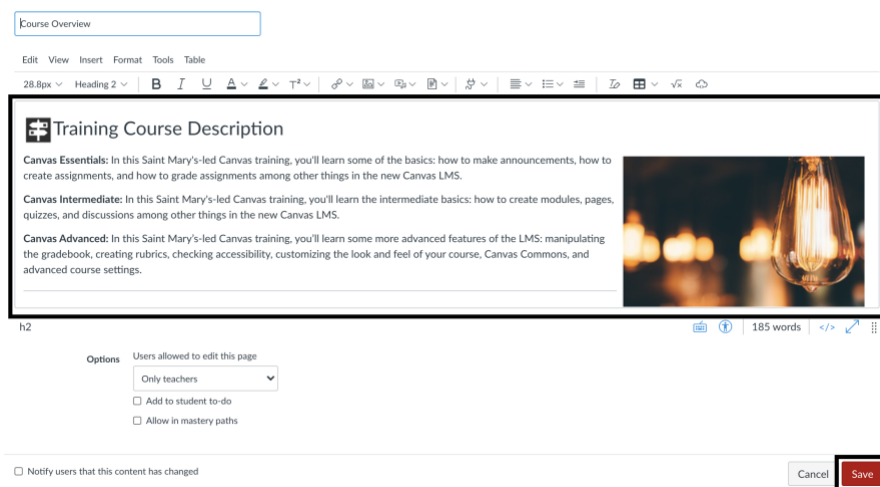 Course Overview
Edit View Insert Format Tools Table
28.8px Heading 2 B I U A T²
Training Course Description
Canvas Essentials: In this Saint Mary's-led Canvas training, you'll learn some of the basics: how to make announcements, how to
create assignments, and how to grade assignments among other things in the new Canvas LMS.
Canvas Intermediate: In this Saint Mary's-led Canvas training, you'll learn the intermediate basics: how to create modules, pages,
quizzes, and discussions among other things in the new Canvas LMS.
Canvas Advanced: In this Saint Mary's-led Canvas training, you'll learn some more advanced features of the LMS: manipulating
the gradebook, creating rubrics, checking accessibility, customizing the look and feel of your course, Canvas Commons, and
advanced course settings.
h2 185 words </>
Options Users allowed to edit this page
Only teachers
Add to student to-do
Allow in mastery paths
Notify users that this content has changed Cancel Save